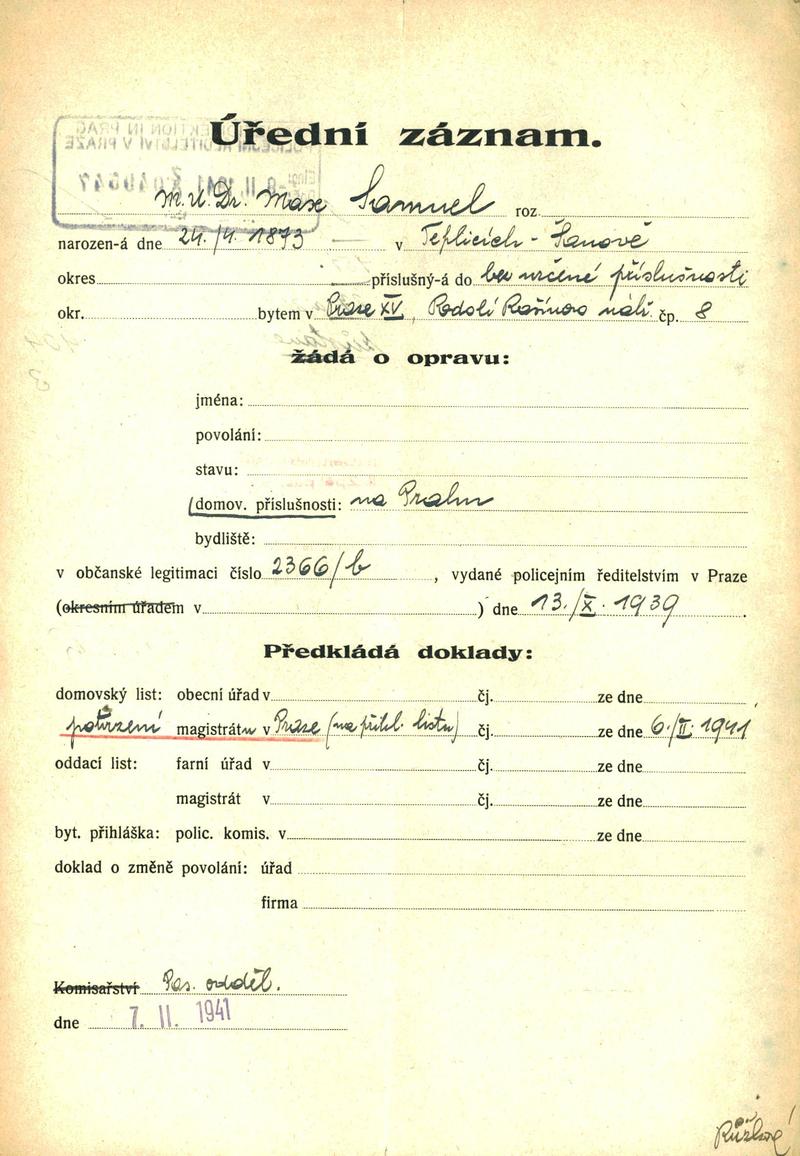 Úřední záznam.
M.U.Dr. Max Samuel roz.
narozen-á dne 24./4. 1873 — v Teplicích - Šanově
okres příslušný-á do bez určené příslušnosti
okr. bytem v Praze XV, Podolí Rašínovo nábř. čp. 8
žádá o opravu:
jména:
povolání:
stavu:
(domov. příslušnosti: na Prahu
bydliště:
v občanské legitimaci číslo 2366/b , vydané policejním ředitelstvím v Praze
(okresním úřadem v ) dne 13./X. 1939 .
Předkládá doklady:
domovský list: obecní úřad v čj. ze dne
potvrzení magistrátu v Praze (na přihl. listu) čj. ze dne 6./II. 1941
oddací list: farní úřad v čj. ze dne
magistrát v čj. ze dne
byt. přihláška: polic. komis. v ze dne
doklad o změně povolání: úřad
firma
Komisařství Pas. odděl.
dne 7. II. 1941